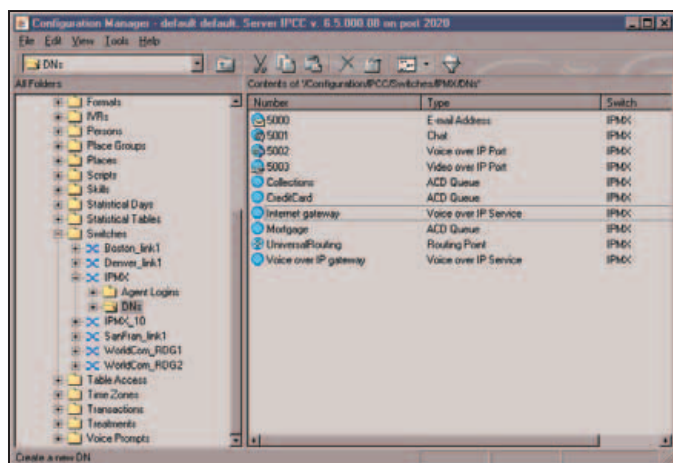 Configuration Manager - default default. Server IPCC v. 6.5.000.00 on port 2020
File Edit View Tools Help
DNs
All Folders
Contents of '/Configuration/IPCC/Switches/IPMX/DNs'
Formats
IVRs
Persons
Place Groups
Places
Scripts
Skills
Statistical Days
Statistical Tables
Switches
Boston_link1
Denver_link1
IPMX
Agent Logins
DNs
IPMX_10
SanFran_link1
WorldCom_RDG1
WorldCom_RDG2
Table Access
Time Zones
Transactions
Treatments
Voice Prompts
Number Type Switch
5000 E-mail Address IPMX
5001 Chat IPMX
5002 Voice over IP Port IPMX
5003 Video over IP Port IPMX
Collections ACD Queue IPMX
CreditCard ACD Queue IPMX
Internet gateway Voice over IP Service IPMX
Mortgage ACD Queue IPMX
UniversalRouting Routing Point IPMX
Voice over IP gateway Voice over IP Service IPMX
Create a new DN